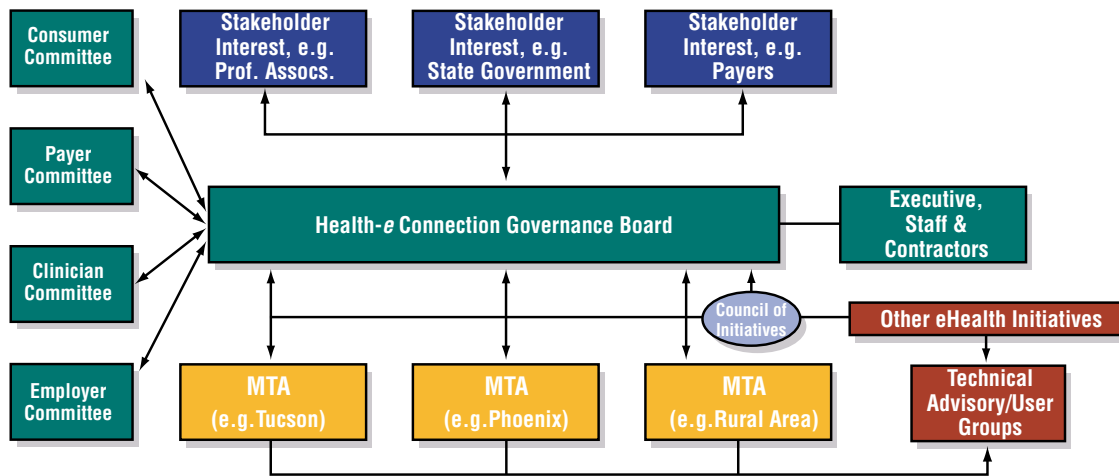 Consumer
Committee
Stakeholder
Interest, e.g.
Prof. Assocs.
Stakeholder
Interest, e.g.
State Government
Stakeholder
Interest, e.g.
Payers
Payer
Committee
Health-e Connection Governance Board
Executive,
Staff &
Contractors
Clinician
Committee
Council of
Initiatives
Other eHealth Initiatives
Employer
Committee
MTA
(e.g.Tucson)
MTA
(e.g.Phoenix)
MTA
(e.g.Rural Area)
Technical
Advisory/User
Groups